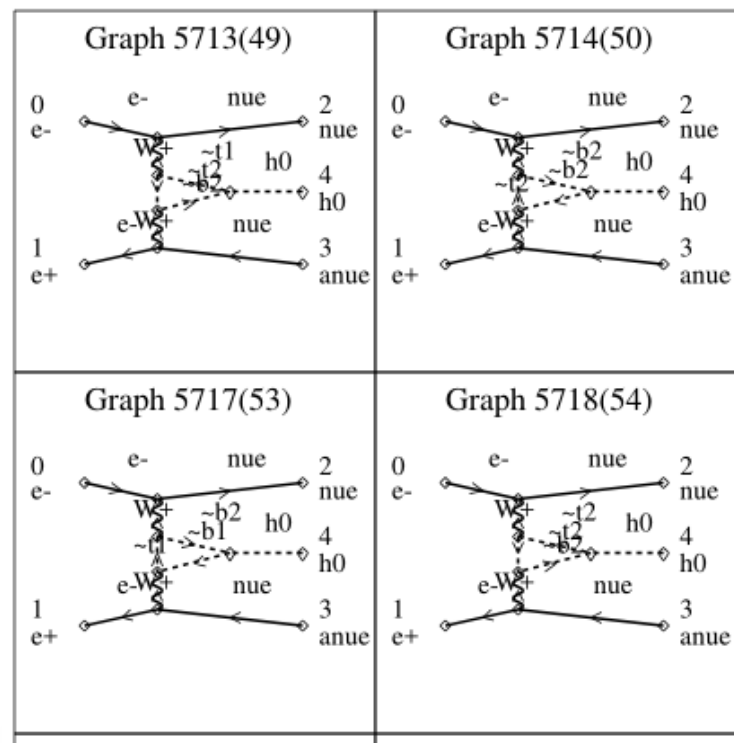 Graph 5713(49)
0
e-
e-
nue
2
nue
W
+
~t1
~t2
~b2
h0
4
h0
e-
W
+
nue
1
e+
3
anue
Graph 5714(50)
0
e-
e-
nue
2
nue
W
+
~b2
~b2
~t2
h0
4
h0
e-
W
+
nue
1
e+
3
anue
Graph 5717(53)
0
e-
e-
nue
2
nue
W
+
~b2
~b1
~t1
h0
4
h0
e-
W
+
nue
1
e+
3
anue
Graph 5718(54)
0
e-
e-
nue
2
nue
W
+
~t2
~t2
~b2
h0
4
h0
e-
W
+
nue
1
e+
3
anue